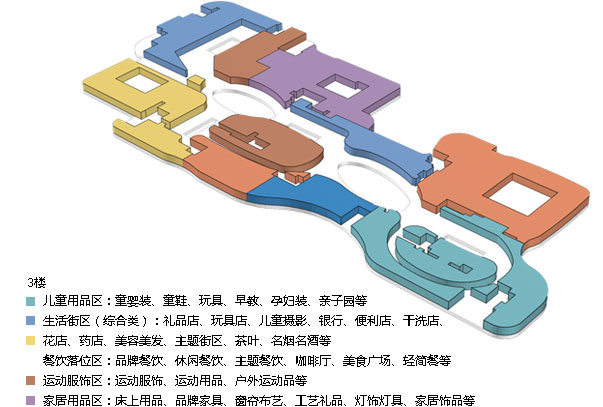 3楼
儿童用品区：童婴装、童鞋、玩具、早教、孕妇装、亲子园等
生活街区（综合类）：礼品店、玩具店、儿童摄影、银行、便利店、干洗店、
花店、药店、美容美发、主题街区、茶叶、名烟名酒等
餐饮落位区：品牌餐饮、休闲餐饮、主题餐饮、咖啡厅、美食广场、轻简餐等
运动服饰区：运动服饰、运动用品、户外运动品等
家居用品区：床上用品、品牌家具、窗帘布艺、工艺礼品、灯饰灯具、家居饰品等